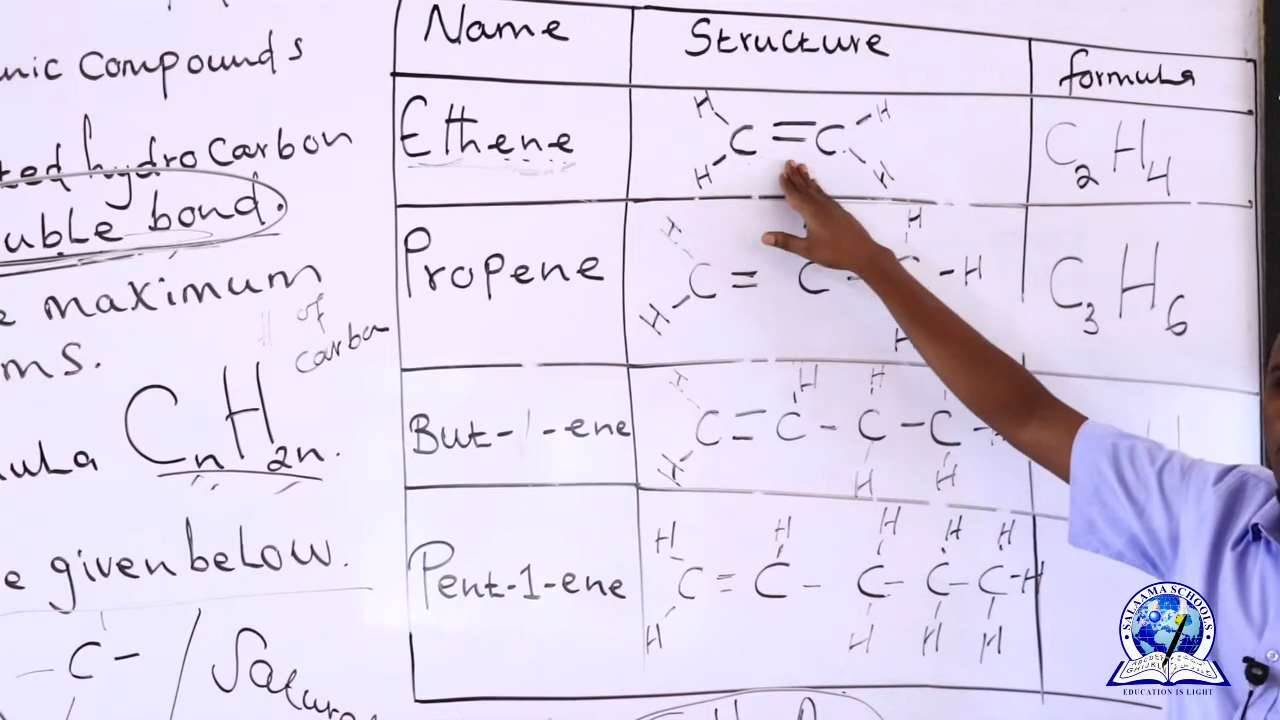 nic compounds
ted hydrocarbon
uble bond.
e maximum
of
carbon
ms.
ula CnH2n.
e given below.
- C -
Name Structure formula
Ethene
H H
C = C
H H
C2H4
Propene
H H
C = C - C - H
H H
C3H6
But-1-ene
H H H
C = C - C - C -
H H H
H
Pent-1-ene
H H H H H
C = C - C - C - C - H
H H H H
SALAAMA SCHOOLS
EDUCATION IS LIGHT